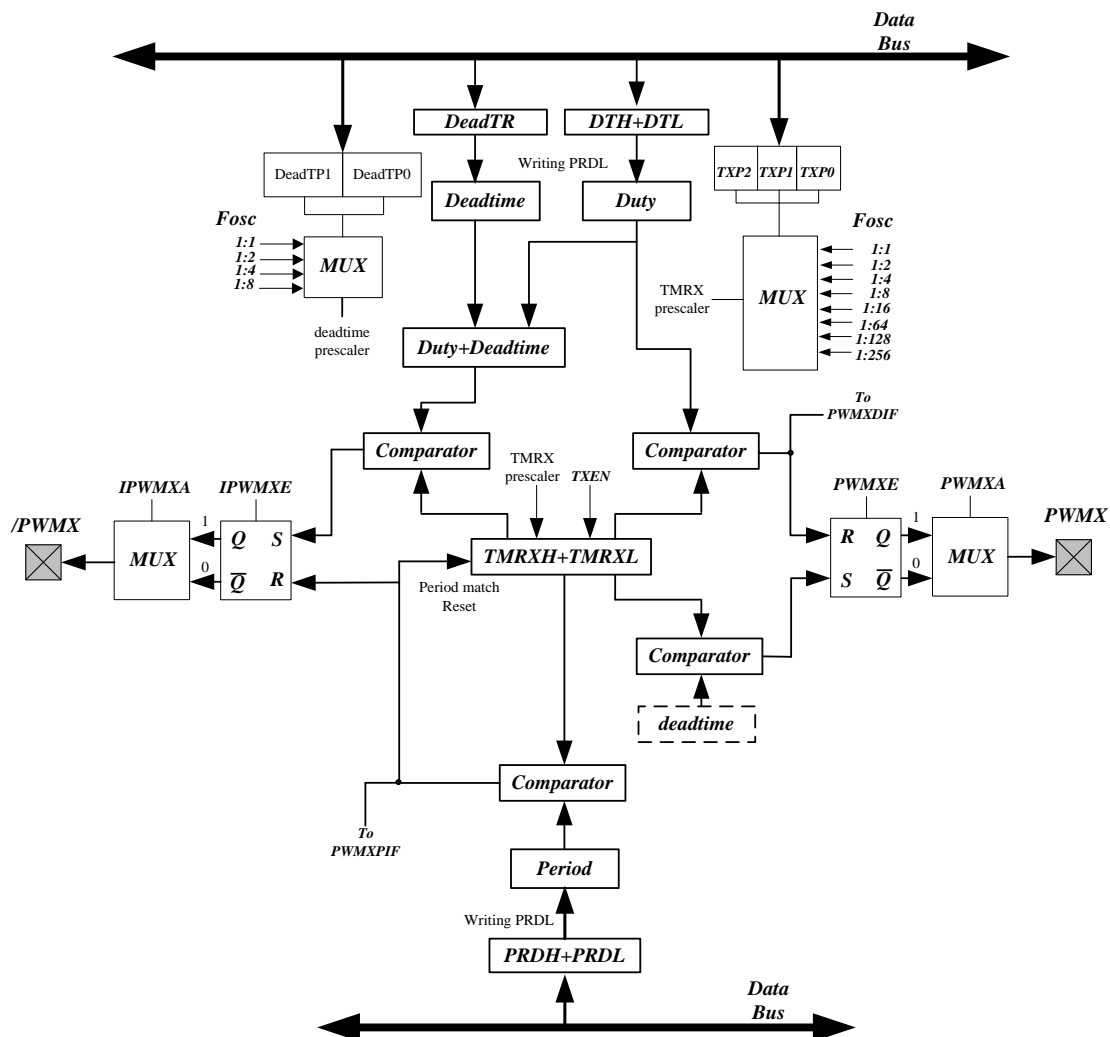 Data
Bus
DeadTR
DTH+DTL
Writing PRDL
DeadTP1
DeadTP0
TXP2
TXP1
TXP0
Deadtime
Duty
Fosc
1:1
1:2
1:4
1:8
MUX
deadtime
prescaler
Fosc
1:1
1:2
1:4
1:8
1:16
1:64
1:128
1:256
MUX
TMRX
prescaler
Duty+Deadtime
To
PWMXDIF
Comparator
TMRX
prescaler
TXEN
Comparator
IPWMXA
IPWMXE
/PWMX
MUX
1
0
Q
S
Q
R
TMRXH+TMRXL
Period match
Reset
PWMXE
PWMXA
PWMX
R
Q
S
Q
1
0
MUX
Comparator
deadtime
Comparator
To
PWMXPIF
Period
Writing PRDL
PRDH+PRDL
Data
Bus